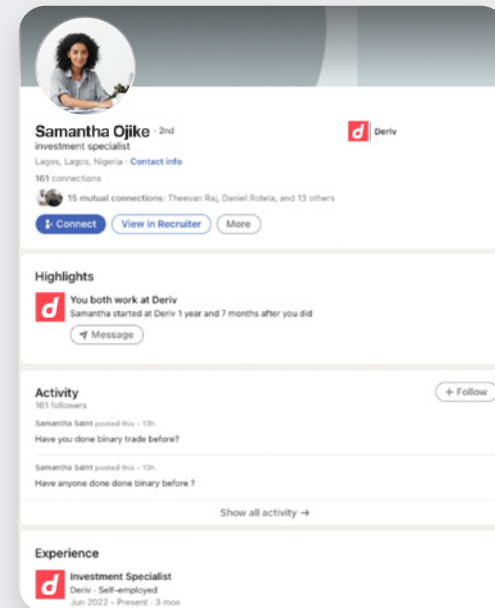 Samantha Ojike · 2nd
investment specialist
Deriv
Lagos, Lagos, Nigeria · Contact info
161 connections
15 mutual connections: Theevan Raj, Daniel Rotela, and 13 others
Connect
View in Recruiter
More
Highlights
You both work at Deriv
Samantha started at Deriv 1 year and 7 months after you did
Message
Activity
+ Follow
161 followers
Samantha Saint posted this • 13h
Have you done binary trade before?
Samantha Saint posted this • 13h
Have anyone done done binary before ?
Show all activity →
Experience
Investment Specialist
Deriv · Self-employed
Jun 2022 - Present · 3 mos